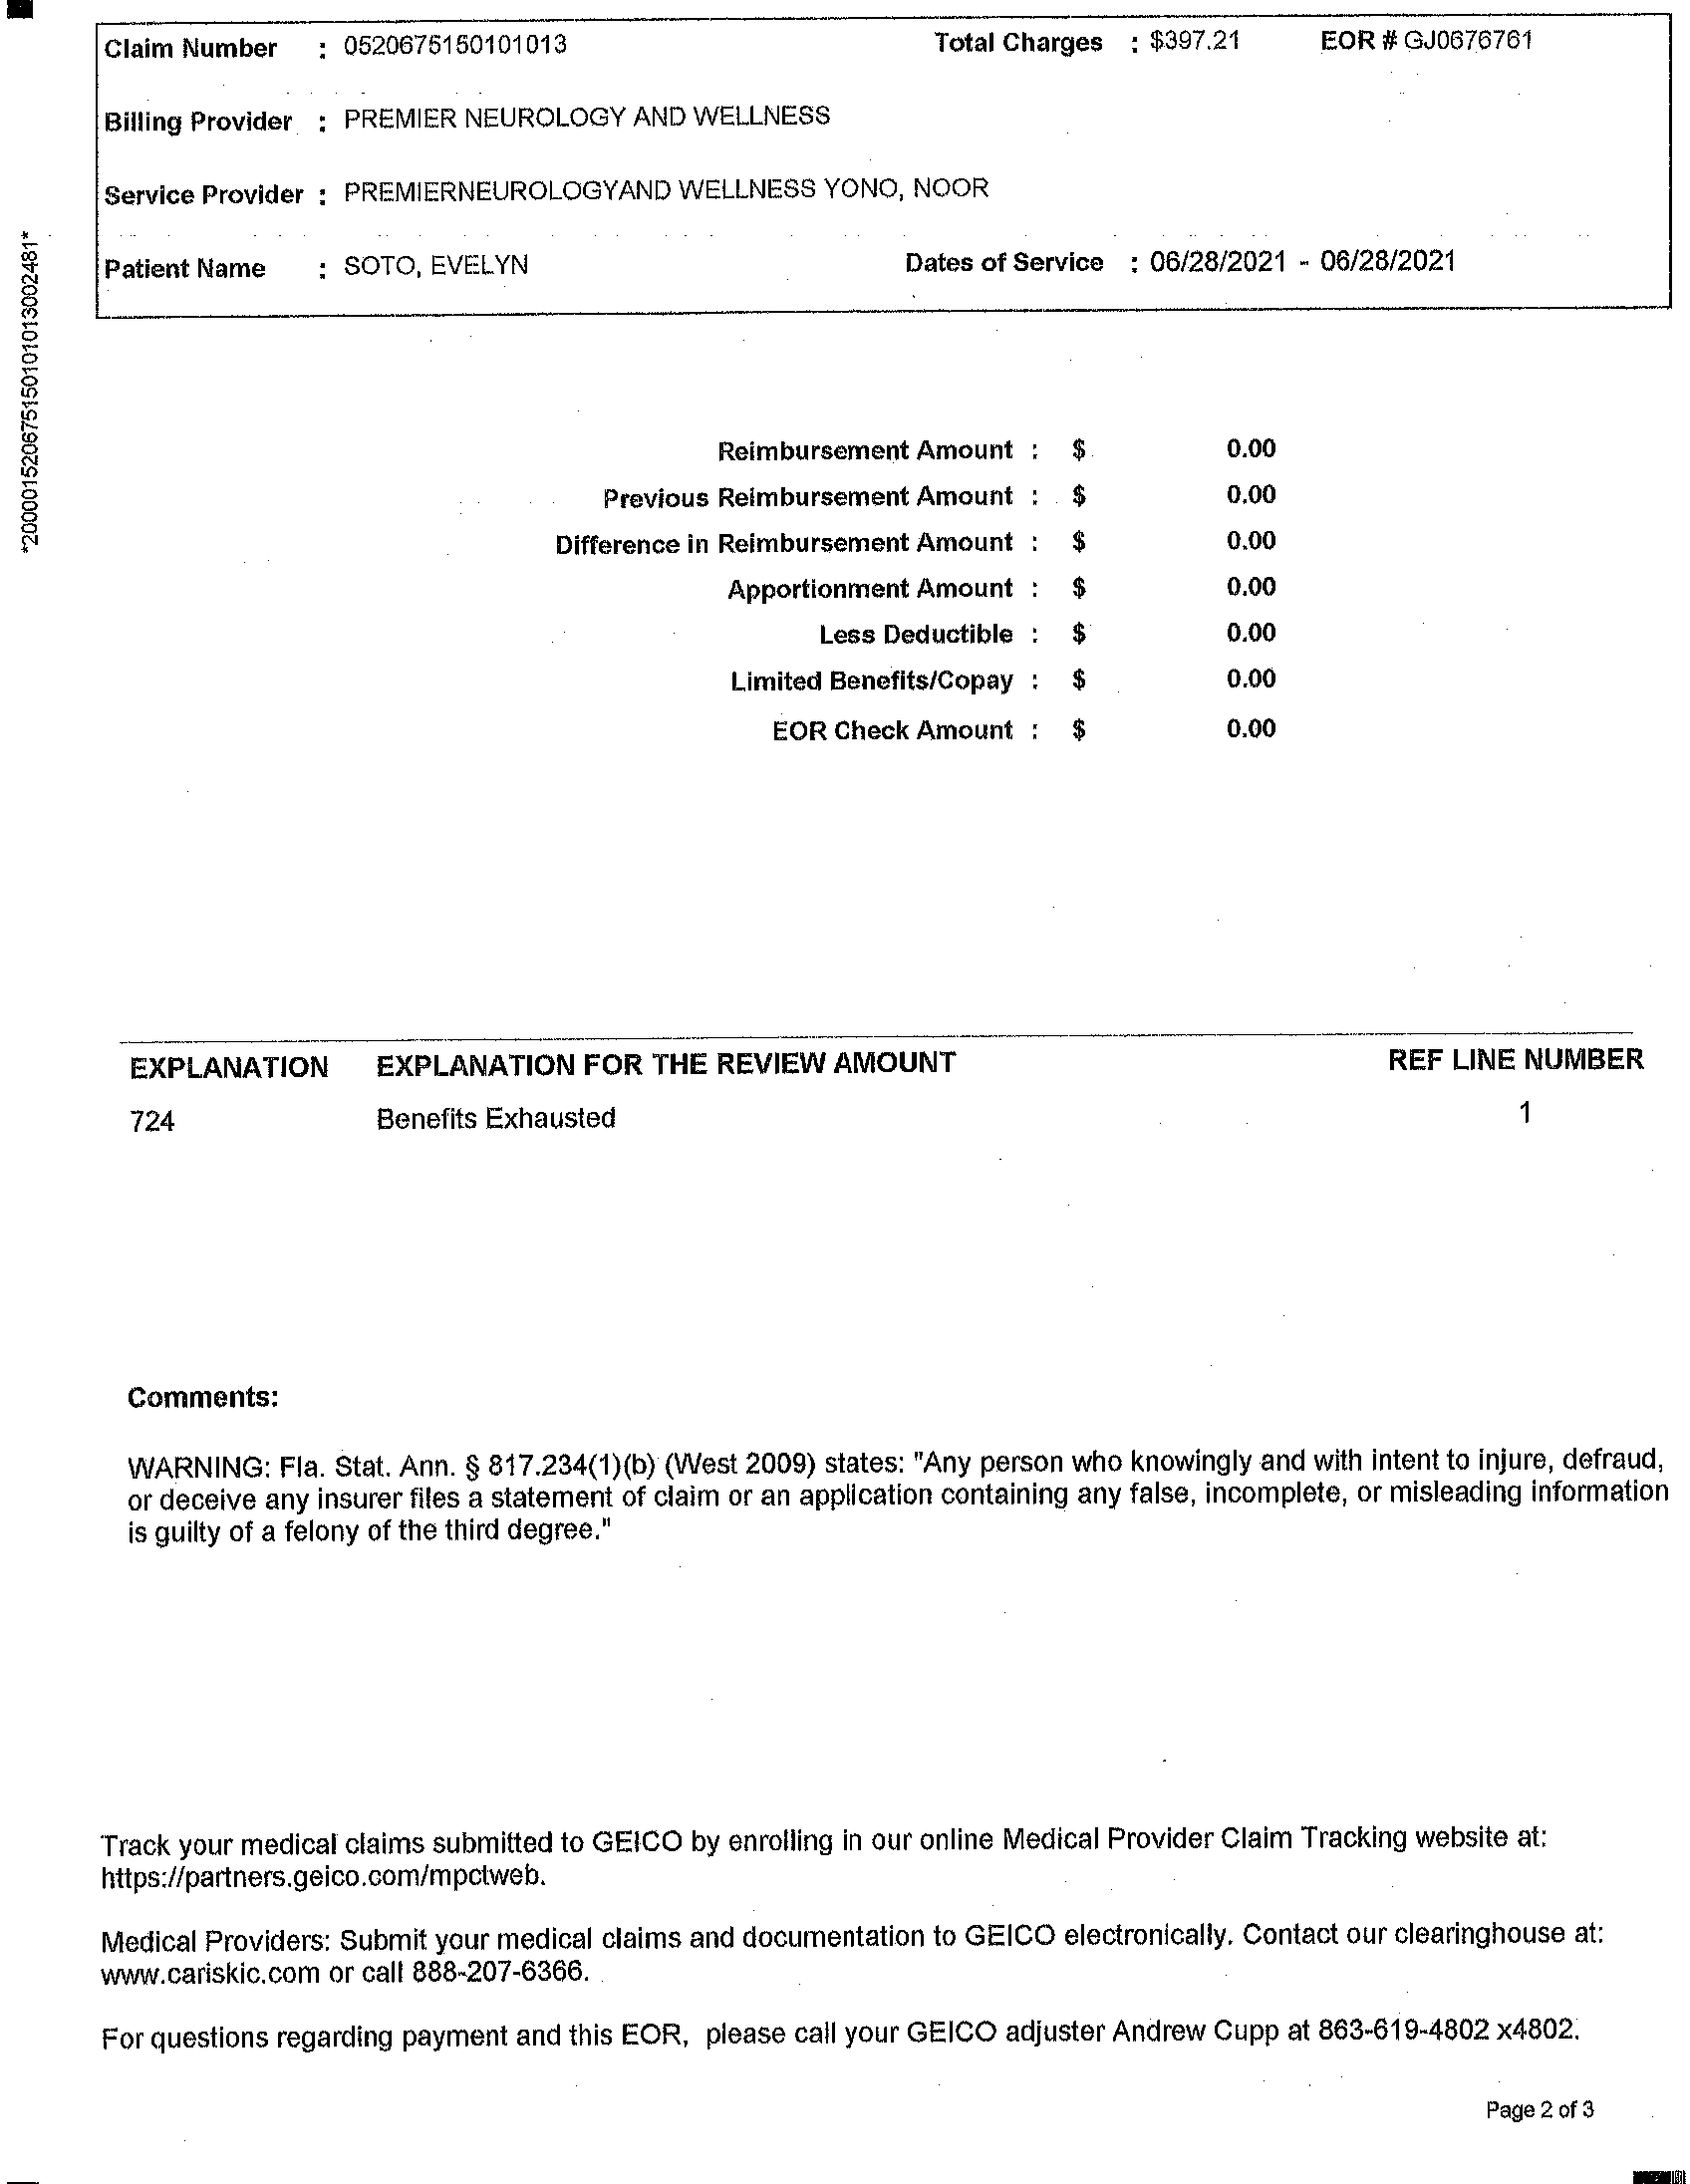 Claim Number : 0520675150101013 Total Charges : $397.21 EOR # GJ0676761
Billing Provider : PREMIER NEUROLOGY AND WELLNESS
Service Provider : PREMIERNEUROLOGYAND WELLNESS YONO, NOOR
Patient Name : SOTO, EVELYN Dates of Service : 06/28/2021 - 06/28/2021
*200001520675150101013002481*
Reimbursement Amount : $ 0.00
Previous Reimbursement Amount : $ 0.00
Difference in Reimbursement Amount : $ 0.00
Apportionment Amount : $ 0.00
Less Deductible : $ 0.00
Limited Benefits/Copay : $ 0.00
EOR Check Amount : $ 0.00
EXPLANATION EXPLANATION FOR THE REVIEW AMOUNT REF LINE NUMBER
724 Benefits Exhausted 1
Comments:
WARNING: Fla. Stat. Ann. § 817.234(1)(b) (West 2009) states: "Any person who knowingly and with intent to injure, defraud,
or deceive any insurer files a statement of claim or an application containing any false, incomplete, or misleading information
is guilty of a felony of the third degree."
Track your medical claims submitted to GEICO by enrolling in our online Medical Provider Claim Tracking website at:
https://partners.geico.com/mpctweb.
Medical Providers: Submit your medical claims and documentation to GEICO electronically. Contact our clearinghouse at:
www.cariskic.com or call 888-207-6366.
For questions regarding payment and this EOR, please call your GEICO adjuster Andrew Cupp at 863-619-4802 x4802.
Page 2 of 3